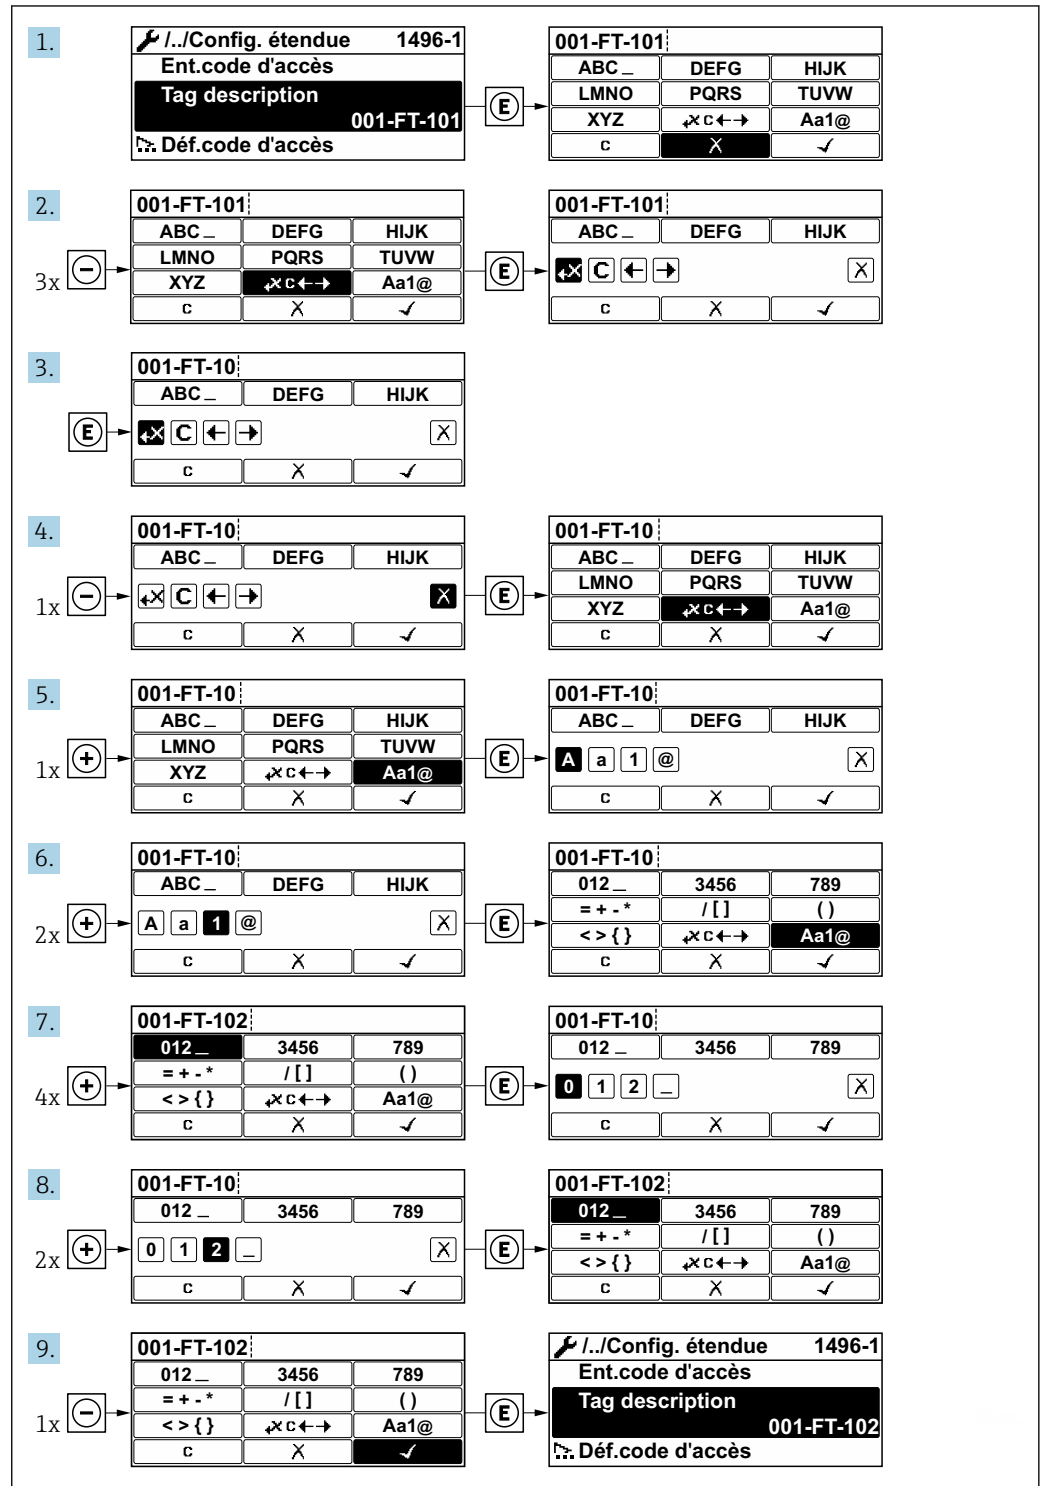 1.
/../Config. étendue 1496-1
Ent.code d'accès
Tag description
001-FT-101
Déf.code d'accès
E
001-FT-101
ABC_ DEFG HIJK
LMNO PQRS TUVW
XYZ C Aa1@
C X ✓
2.
3x −
001-FT-101
ABC_ DEFG HIJK
LMNO PQRS TUVW
XYZ C Aa1@
C X ✓
E
001-FT-101
ABC_ DEFG HIJK
X C ← → X
C X ✓
3.
E
001-FT-10
ABC_ DEFG HIJK
X C ← → X
C X ✓
4.
1x −
001-FT-10
ABC_ DEFG HIJK
X C ← → X
C X ✓
E
001-FT-10
ABC_ DEFG HIJK
LMNO PQRS TUVW
XYZ C Aa1@
C X ✓
5.
1x +
001-FT-10
ABC_ DEFG HIJK
LMNO PQRS TUVW
XYZ C Aa1@
C X ✓
E
001-FT-10
ABC_ DEFG HIJK
A a 1 @ X
C X ✓
6.
2x +
001-FT-10
ABC_ DEFG HIJK
A a 1 @ X
C X ✓
E
001-FT-10
012_ 3456 789
= + - * / [ ] ( )
< > { } C Aa1@
C X ✓
7.
4x +
001-FT-102
012_ 3456 789
= + - * / [ ] ( )
< > { } C Aa1@
C X ✓
E
001-FT-10
012_ 3456 789
0 1 2 _ X
C X ✓
8.
2x +
001-FT-10
012_ 3456 789
0 1 2 _ X
C X ✓
E
001-FT-102
012_ 3456 789
= + - * / [ ] ( )
< > { } C Aa1@
C X ✓
9.
1x −
001-FT-102
012_ 3456 789
= + - * / [ ] ( )
< > { } C Aa1@
C X ✓
E
/../Config. étendue 1496-1
Ent.code d'accès
Tag description
001-FT-102
Déf.code d'accès